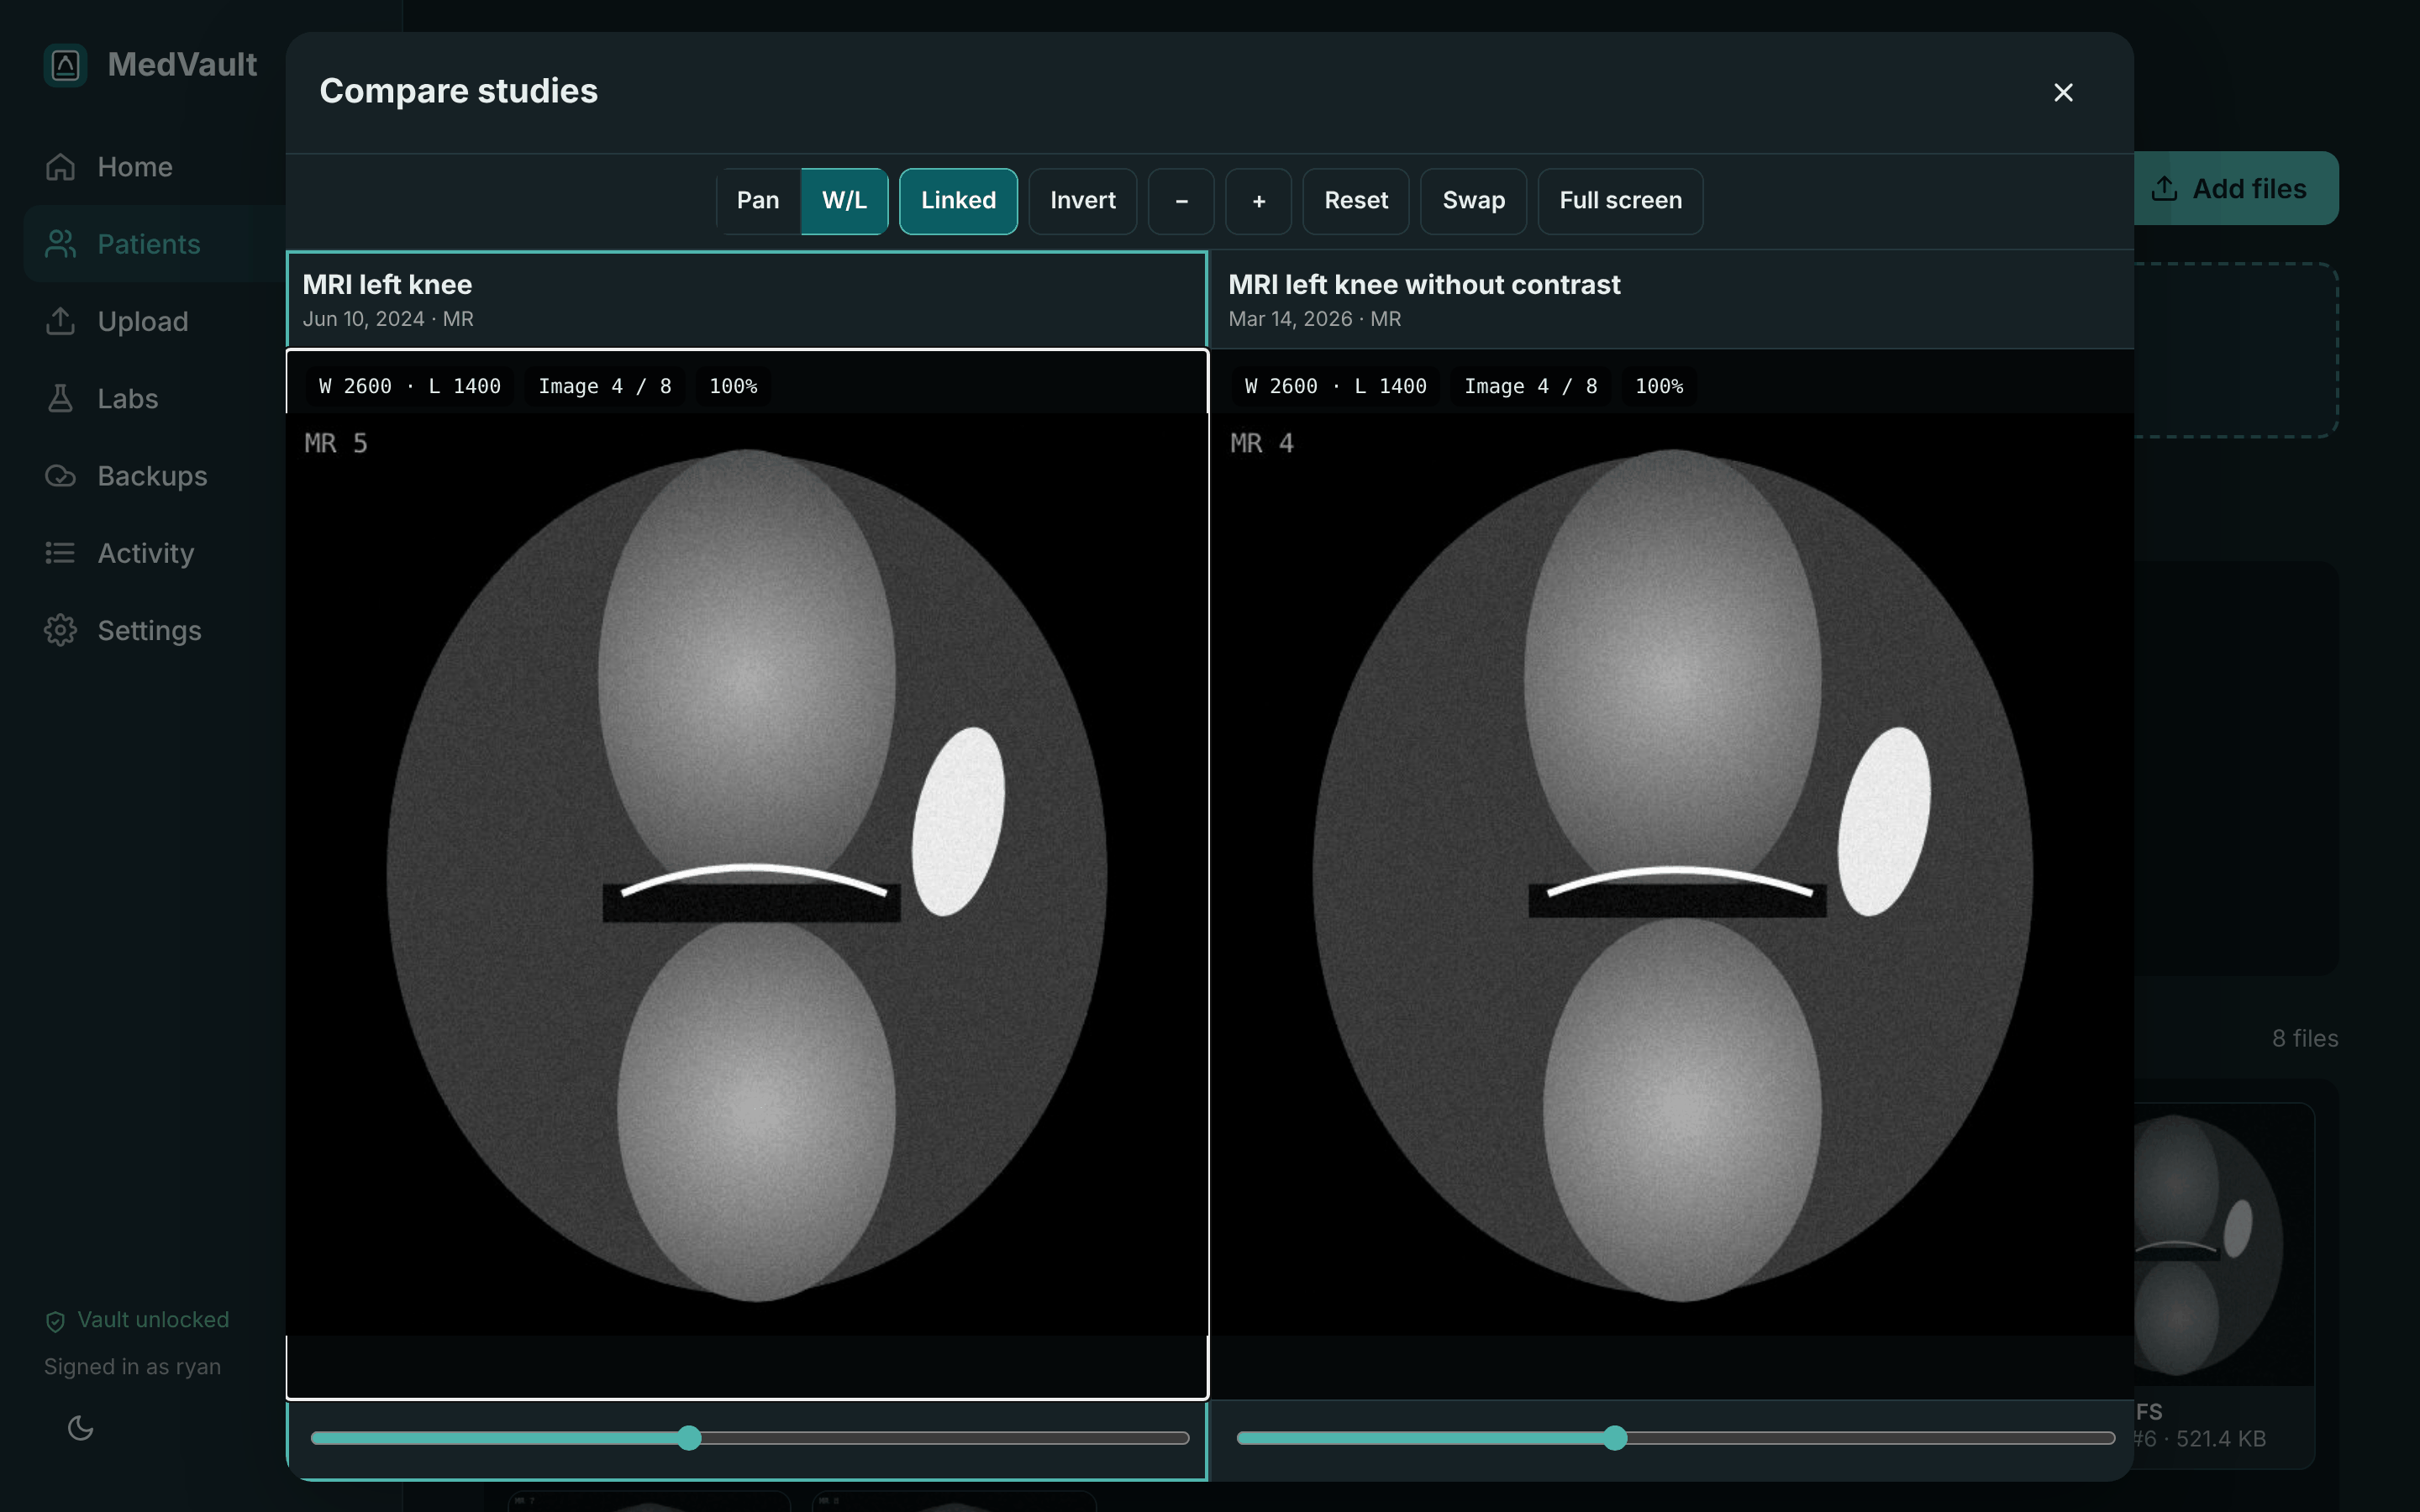 MedVault
Home
Patients
Upload
Labs
Backups
Activity
Settings
Vault unlocked
Signed in as ryan
Compare studies
Pan W/L Linked Invert − + Reset Swap Full screen
MRI left knee
Jun 10, 2024 · MR
W 2600 · L 1400 Image 4 / 8 100%
MR 5
MRI left knee without contrast
Mar 14, 2026 · MR
W 2600 · L 1400 Image 4 / 8 100%
MR 4
Add files
8 files
FS
#6 · 521.4 KB